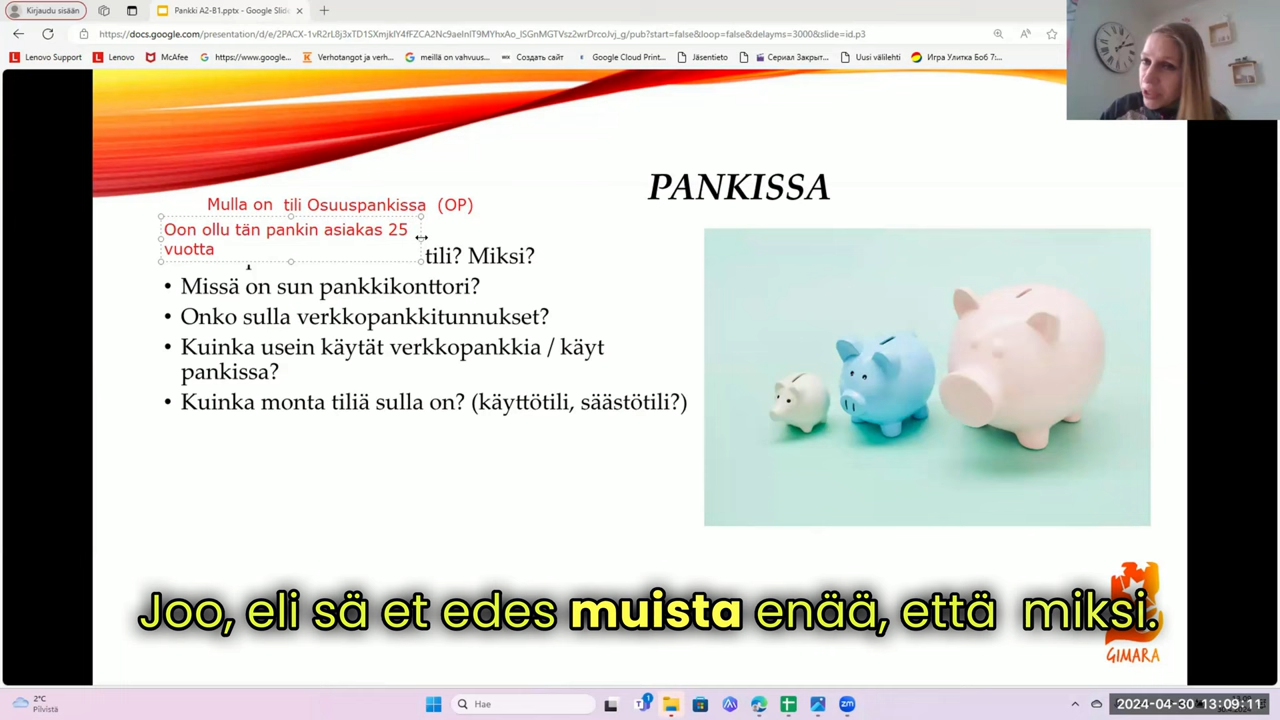 Kirjaudu sisään
Pankki A2-B1.pptx - Google Slide
https://docs.google.com/presentation/d/e/2PACX-1vR2rL8j3xTD1SXmjklY4fFZCA2Nc9aeIniT9MYhxAo_lSGnMGTVsz2wrDrcoJvj_g/pub?start=false&loop=false&delayms=3000&slide=id.p3
Lenovo Support
Lenovo
McAfee
https://www.google...
Verhotangot ja verh...
meillä on vahvuus...
Создать сайт
Google Cloud Print...
Jäsentieto
Сериал Закрыт...
Uusi välilehti
Игра Улитка Боб 7:...
PANKISSA
Mulla on tili Osuuspankissa (OP)
Oon ollu tän pankin asiakas 25
vuotta
tili? Miksi?
• Missä on sun pankkikonttori?
• Onko sulla verkkopankkitunnukset?
• Kuinka usein käytät verkkopankkia / käyt
pankissa?
• Kuinka monta tiliä sulla on? (käyttötili, säästötili?)
Joo, eli sä et edes muista enää, että miksi.
GIMARA
2°C
Pilvistä
Hae
2024-04-30 13:09:11